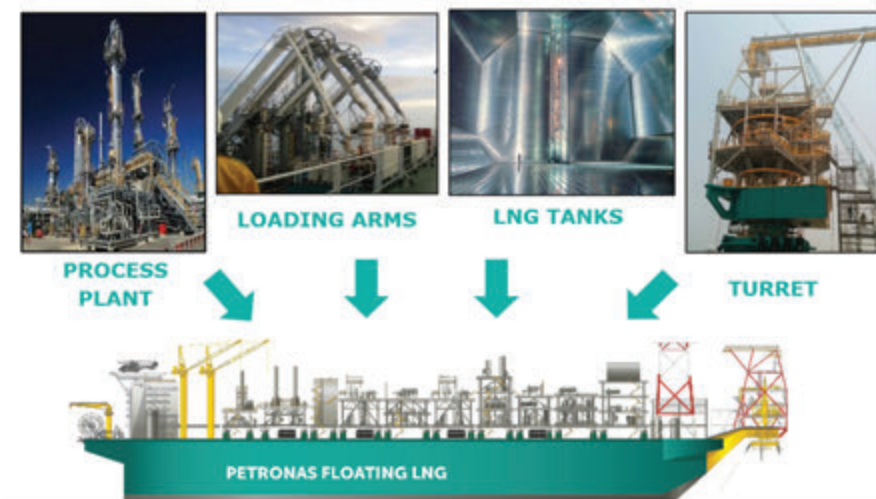 PROCESS
PLANT
LOADING ARMS
LNG TANKS
TURRET
PETRONAS FLOATING LNG